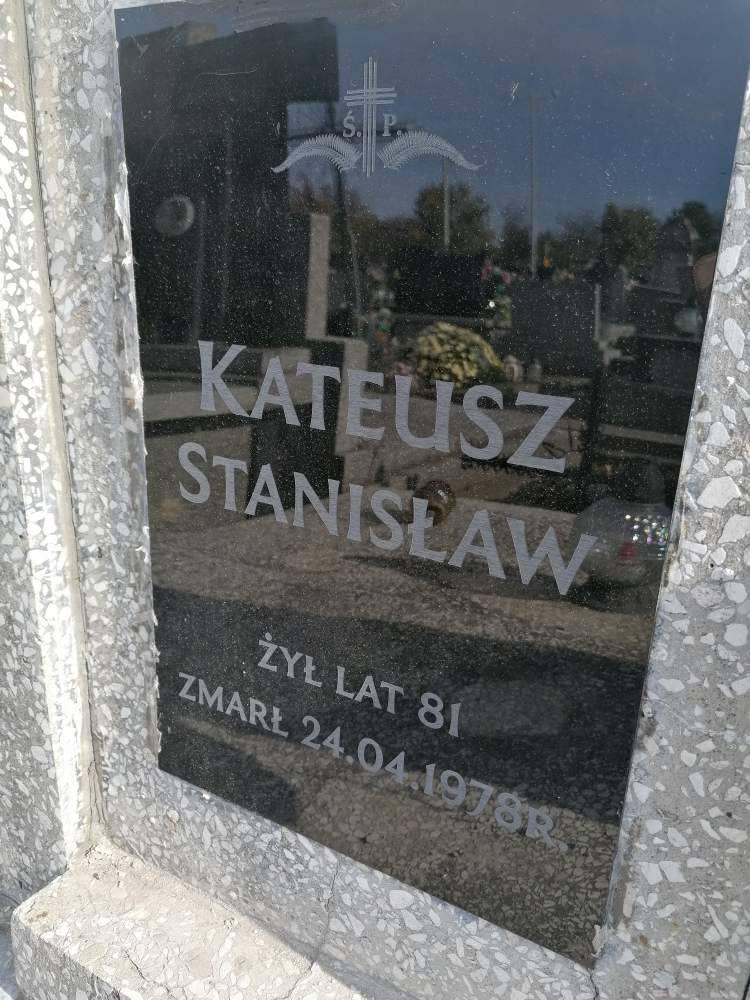 Ś. P.
KATEUSZ
STANISŁAW
ŻYŁ LAT 81
ZMARŁ 24.04.1978R.